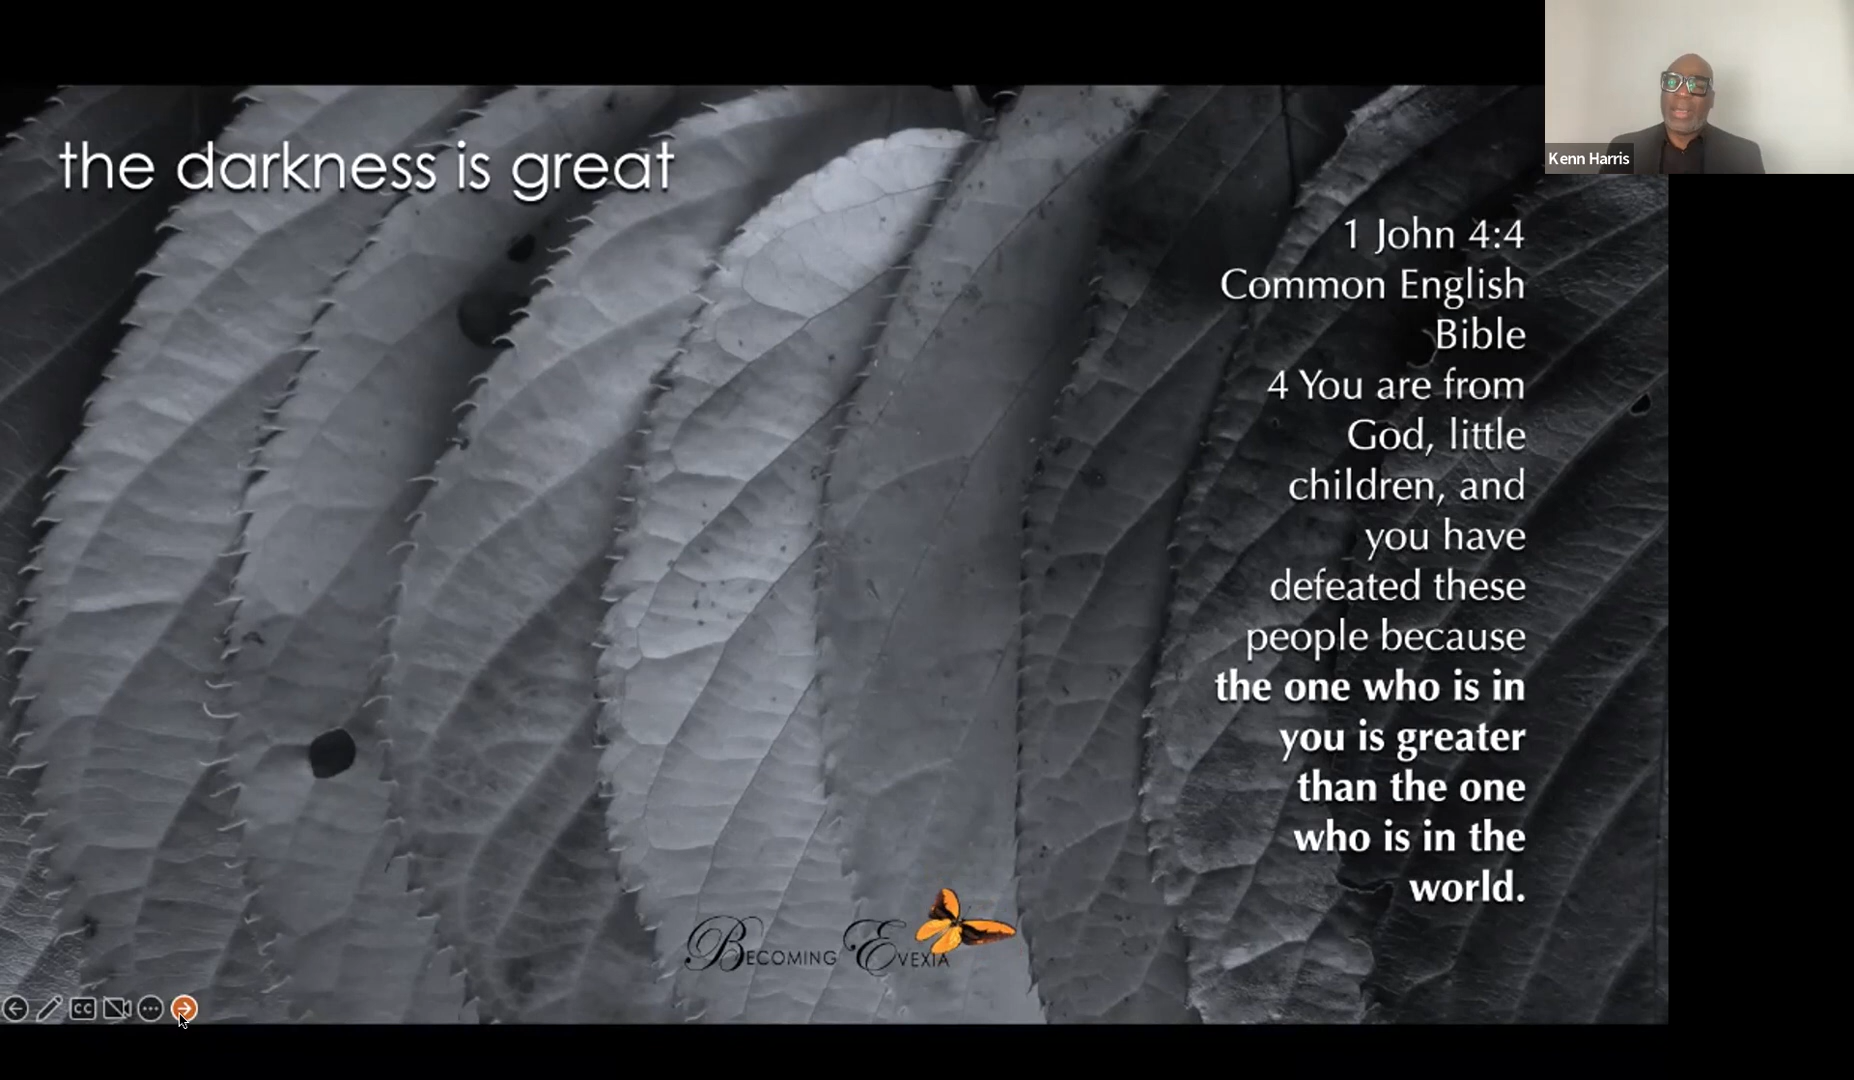 the darkness is great
Kenn Harris
1 John 4:4
Common English
Bible
4 You are from
God, little
children, and
you have
defeated these
people because
the one who is in
you is greater
than the one
who is in the
world.
Becoming Evexia
CC